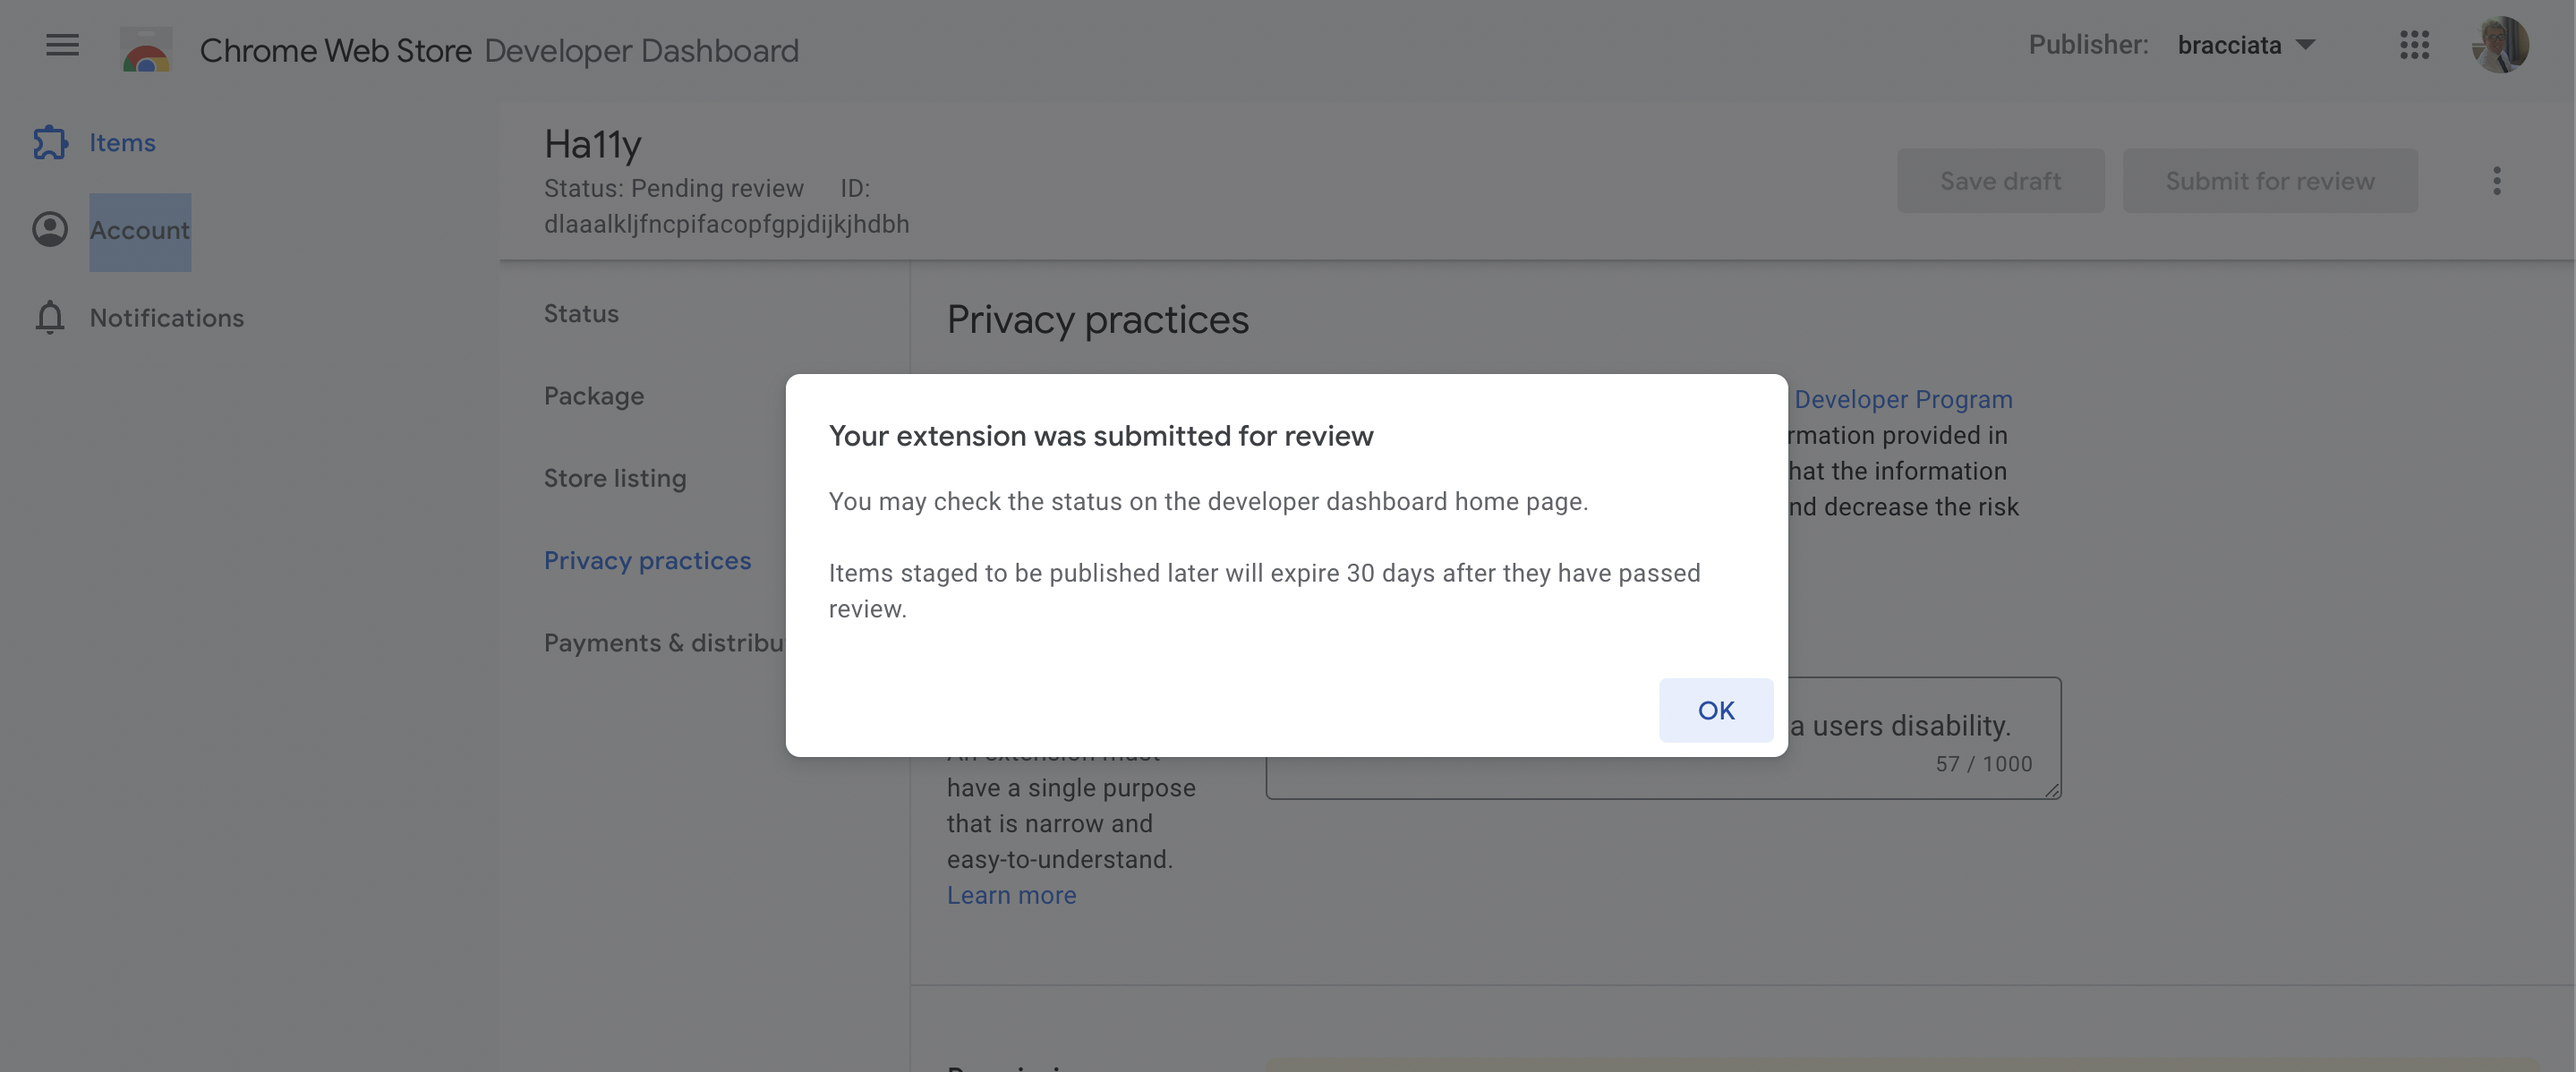 Chrome Web Store Developer Dashboard
Publisher: bracciata
Items
Account
Notifications
Ha11y
Status: Pending review ID:
dlaaalkljfncpifacopfgpjdijkjhdbh
Save draft
Submit for review
Status
Package
Store listing
Privacy practices
Payments & distribu
Privacy practices
Developer Program
rmation provided in
hat the information
nd decrease the risk
Your extension was submitted for review
You may check the status on the developer dashboard home page.
Items staged to be published later will expire 30 days after they have passed
review.
OK
a users disability.
57 / 1000
An extension must
have a single purpose
that is narrow and
easy-to-understand.
Learn more